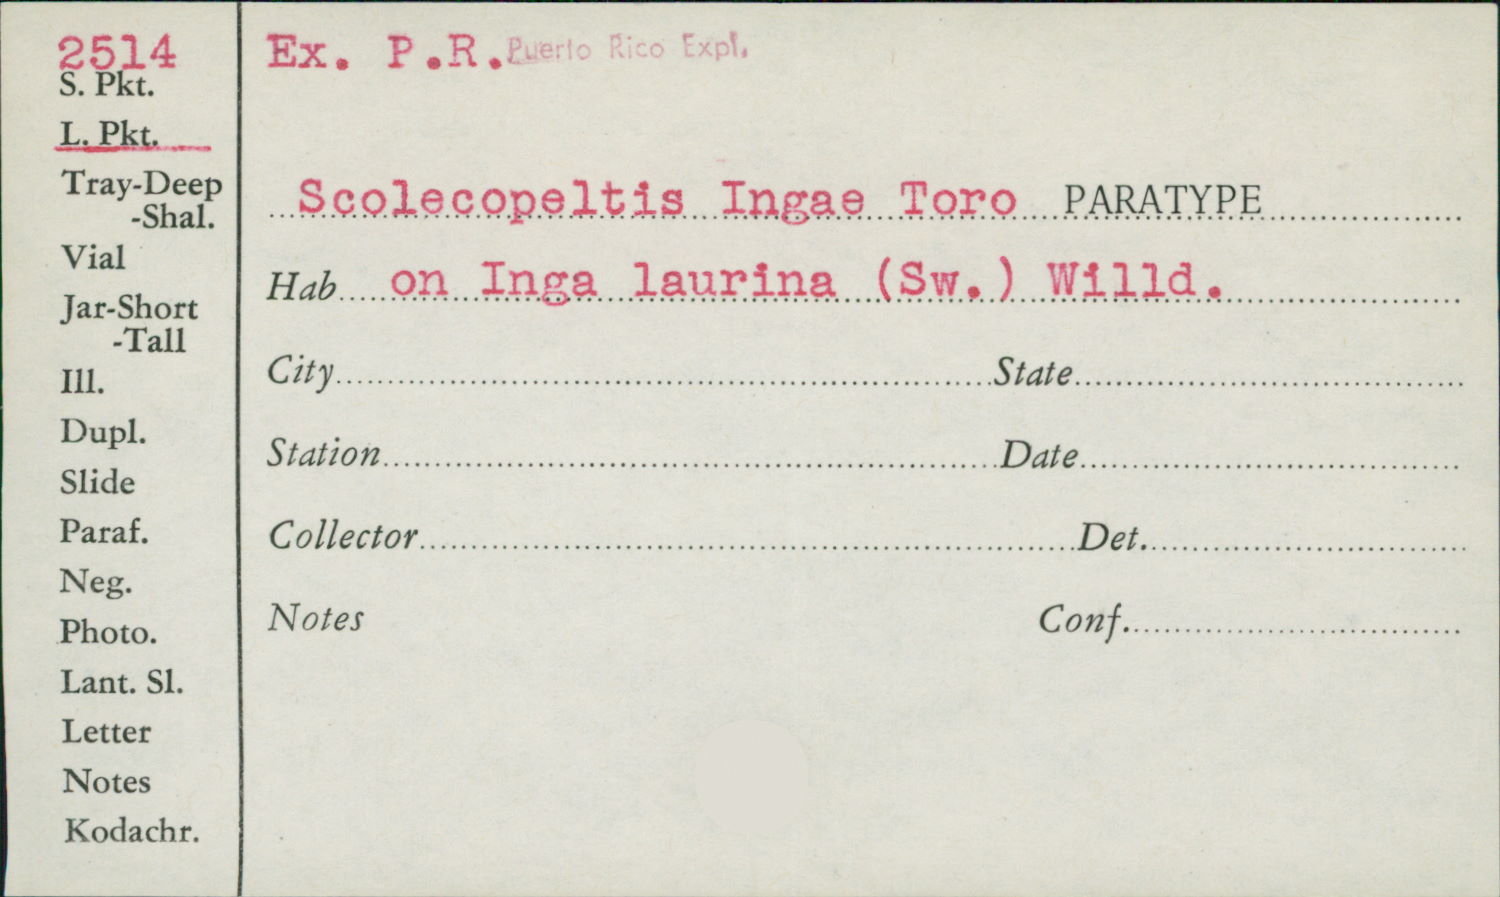 2514
S. Pkt.
L. Pkt.
Tray-Deep
-Shal.
Vial
Jar-Short
-Tall
Ill.
Dupl.
Slide
Paraf.
Neg.
Photo.
Lant. Sl.
Letter
Notes
Kodachr.
Ex. P.R. Puerto Rico Expl.
Scolecopeltis Ingae Toro PARATYPE
Hab on Inga laurina (Sw.) Willd.
City State
Station Date
Collector Det.
Notes Conf.